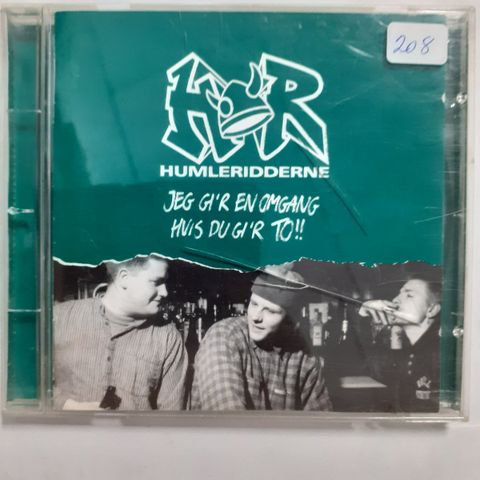 208
HR
HUMLERIDDERNE
JEG GI'R EN OMGANG
HVIS DU GI'R TO!!